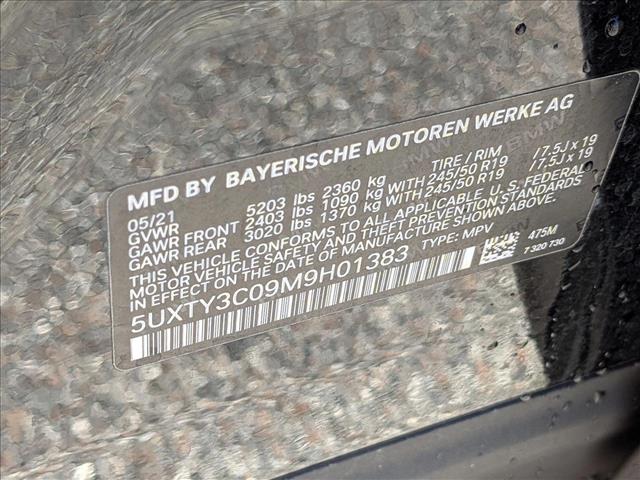 MFD BY BAYERISCHE MOTOREN WERKE AG
05/21
GVWR 5203 lbs 2360 kg TIRE / RIM
GAWR FRONT 2403 lbs 1090 kg WITH 245/50 R19 /7.5J x 19
GAWR REAR 3020 lbs 1370 kg WITH 245/50 R19 /7.5J x 19
THIS VEHICLE CONFORMS TO ALL APPLICABLE U.S. FEDERAL
MOTOR VEHICLE SAFETY AND THEFT PREVENTION STANDARDS
IN EFFECT ON THE DATE OF MANUFACTURE SHOWN ABOVE.
5UXTY3C09M9H01383 TYPE: MPV
475M
7 320 730